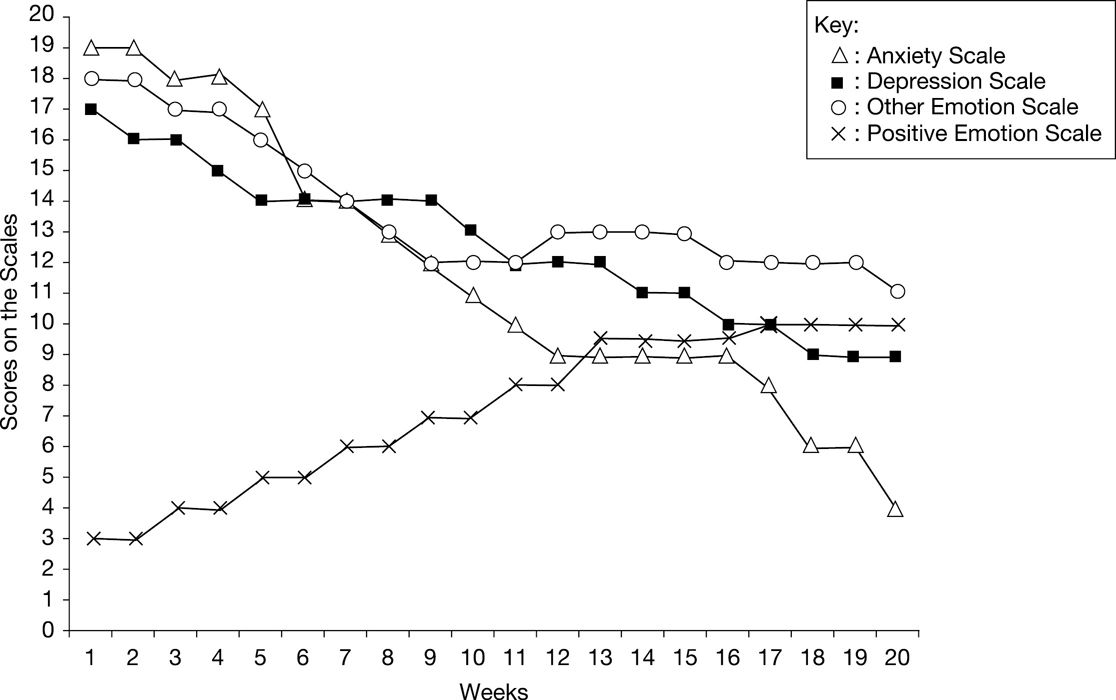 Key:
△ : Anxiety Scale
■ : Depression Scale
○ : Other Emotion Scale
× : Positive Emotion Scale
Scores on the Scales
20
19
18
17
16
15
14
13
12
11
10
9
8
7
6
5
4
3
2
1
0
1 2 3 4 5 6 7 8 9 10 11 12 13 14 15 16 17 18 19 20
Weeks